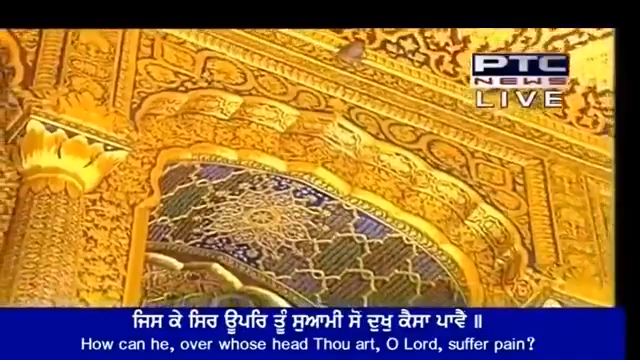 PTC
NEWS
LIVE
ਜਿਸ ਕੇ ਸਿਰ ਊਪਰਿ ਤੂੰ ਸੁਆਮੀ ਸੋ ਦੁਖੁ ਕੈਸਾ ਪਾਵੈ ॥
How can he, over whose head Thou art, O Lord, suffer pain?